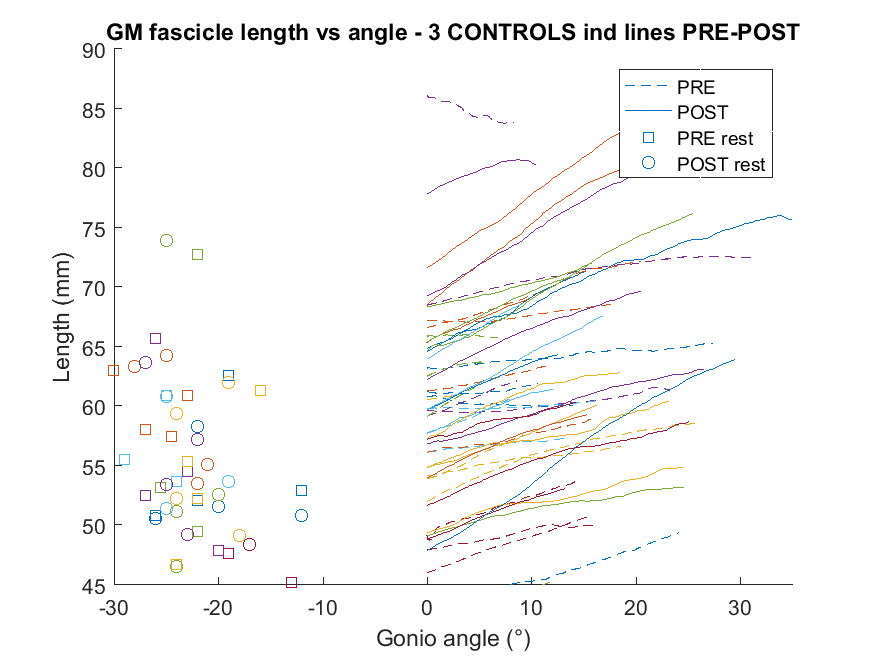 GM fascicle length vs angle - 3 CONTROLS ind lines PRE-POST
90
85
80
75
70
65
60
55
50
45
Length (mm)
PRE
POST
PRE rest
POST rest
-30
-20
-10
0
10
20
30
Gonio angle (°)